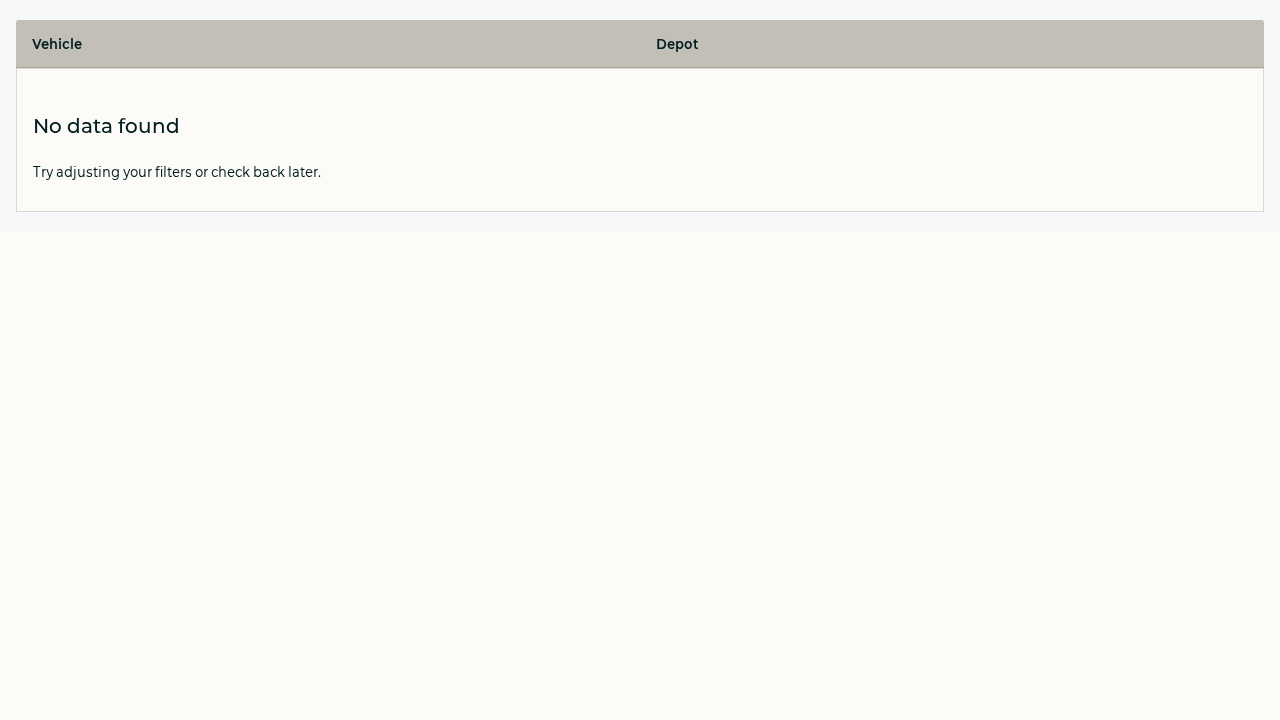 Vehicle Depot
No data found
Try adjusting your filters or check back later.